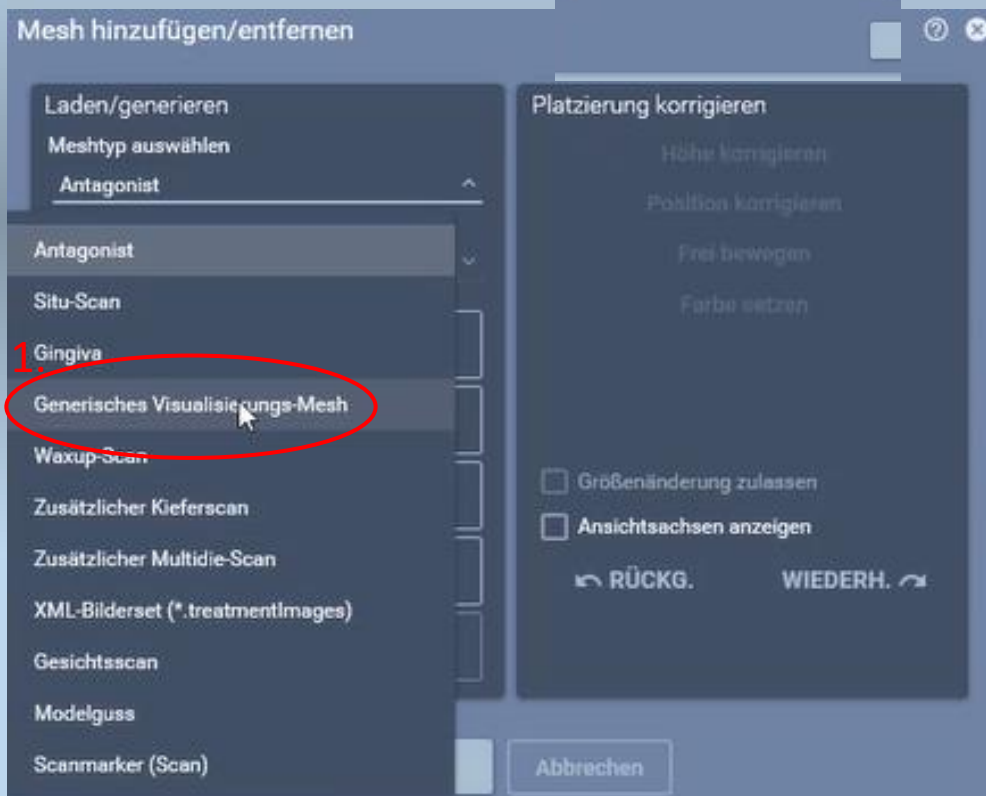 Mesh hinzufügen/entfernen
Laden/generieren
Meshtyp auswählen
Antagonist
Antagonist
Situ-Scan
Gingiva
1.
Generisches Visualisierungs-Mesh
Waxup-Scan
Zusätzlicher Kieferscan
Zusätzlicher Multidie-Scan
XML-Bilderset (*.treatmentImages)
Gesichtsscan
Modelguss
Scanmarker (Scan)
Platzierung korrigieren
Höhe korrigieren
Position korrigieren
Frei bewegen
Farbe setzen
Größenänderung zulassen
Ansichtsachsen anzeigen
RÜCKG.
WIEDERH.
Abbrechen